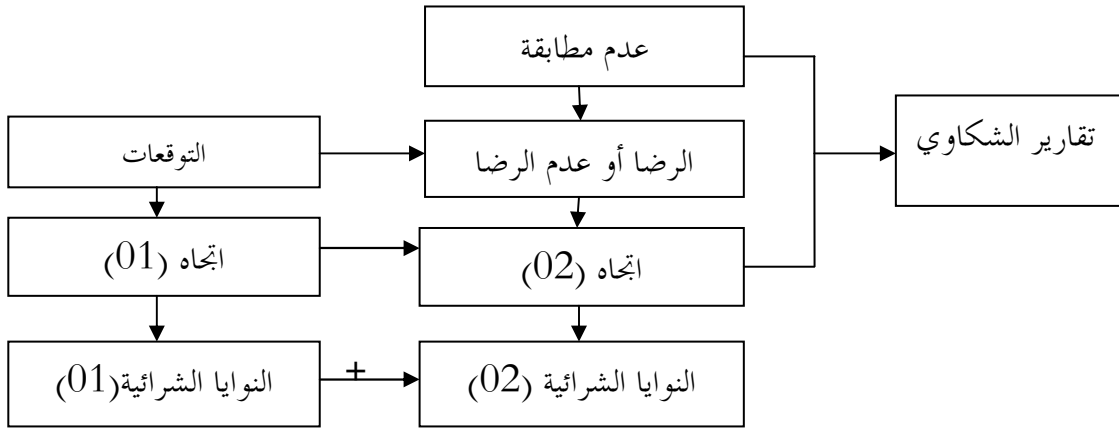 عدم مطابقة
تقارير الشكاوي
التوقعات
الرضا أو عدم الرضا
اتجاه (01)
اتجاه (02)
النوايا الشرائية(01)
+
النوايا الشرائية (02)